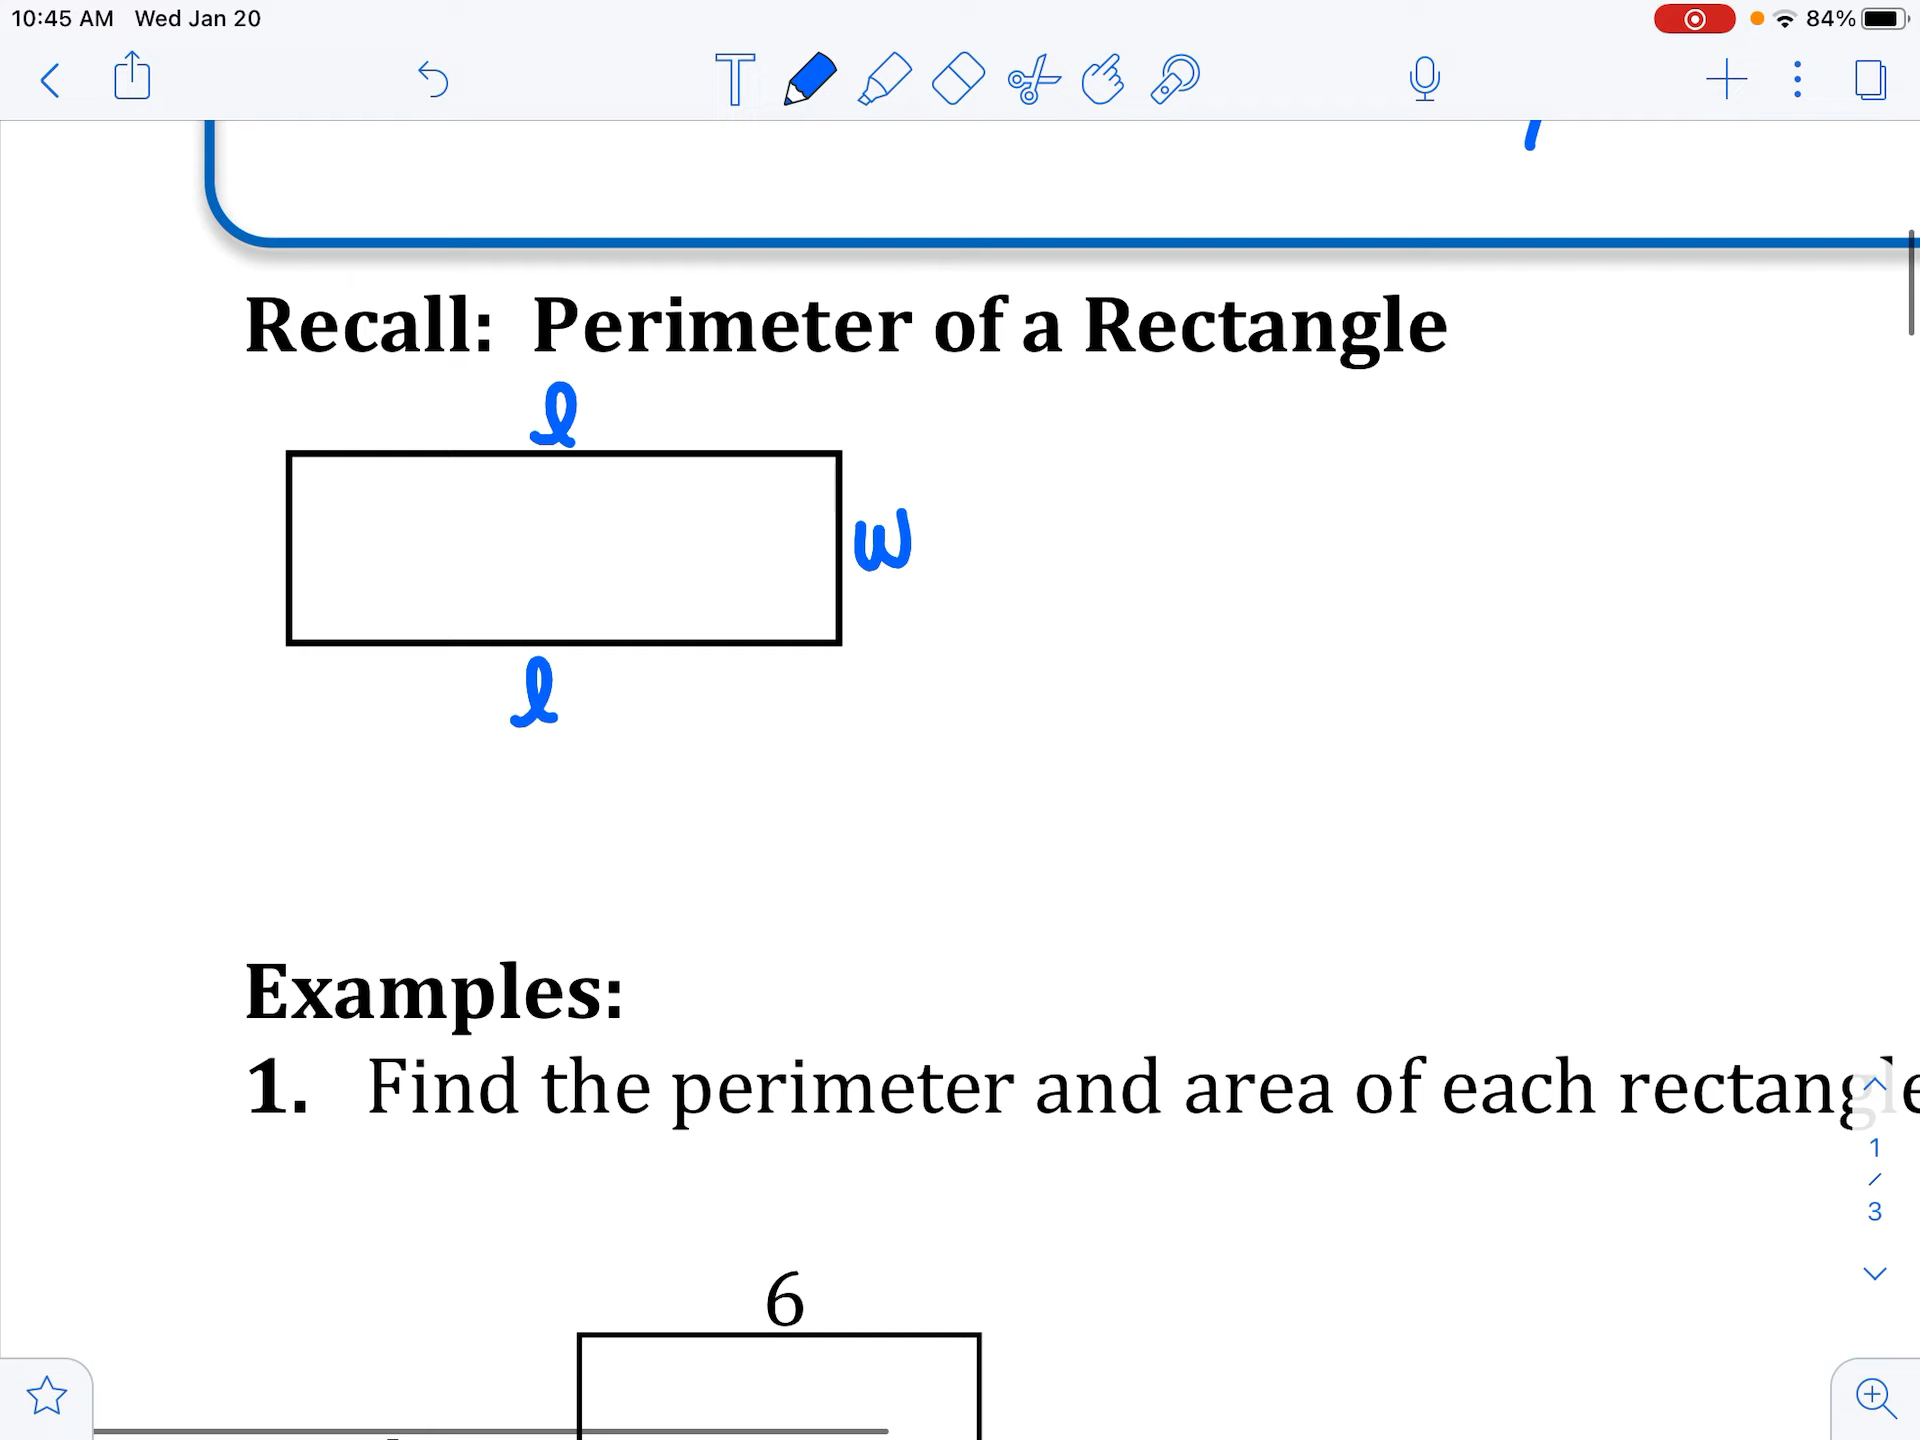 10:45 AM Wed Jan 20
84%
T
Recall: Perimeter of a Rectangle
l
w
l
Examples:
1. Find the perimeter and area of each rectangle
1
/
3
6